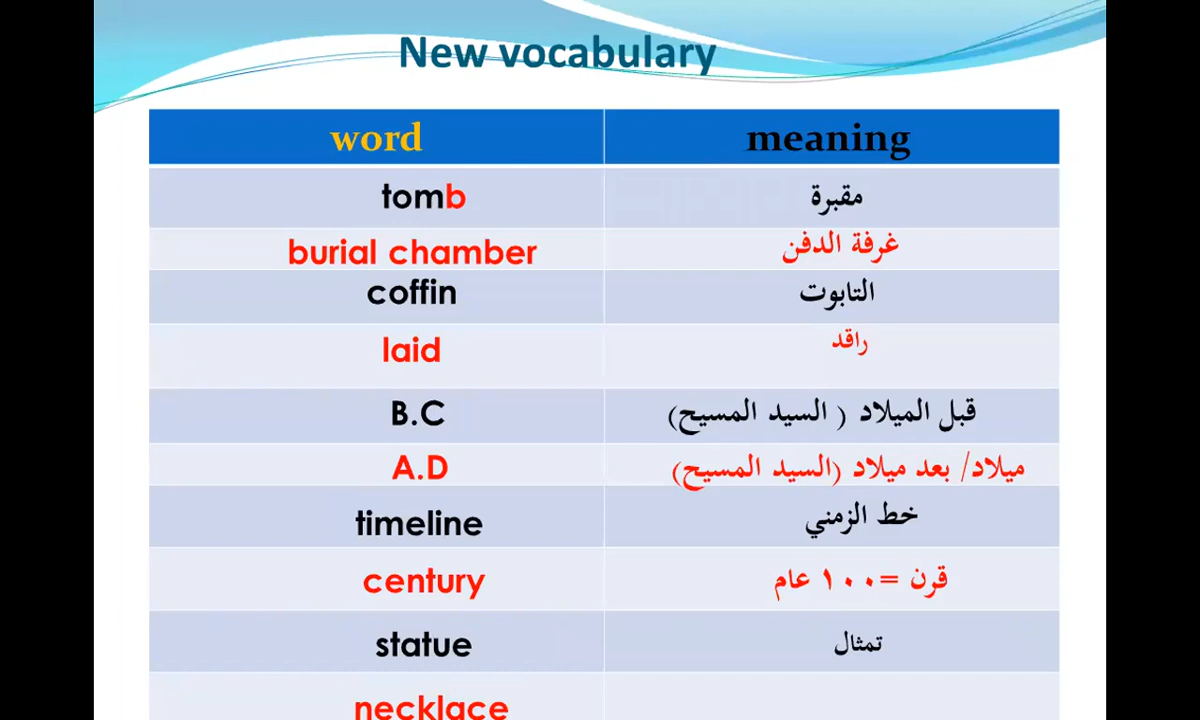 New vocabulary
word meaning
tomb مقبرة
burial chamber غرفة الدفن
coffin التابوت
laid راقد
B.C قبل الميلاد ( السيد المسيح)
A.D ميلاد/ بعد ميلاد (السيد المسيح)
timeline خط الزمني
century قرن =١٠٠ عام
statue تمثال
necklace